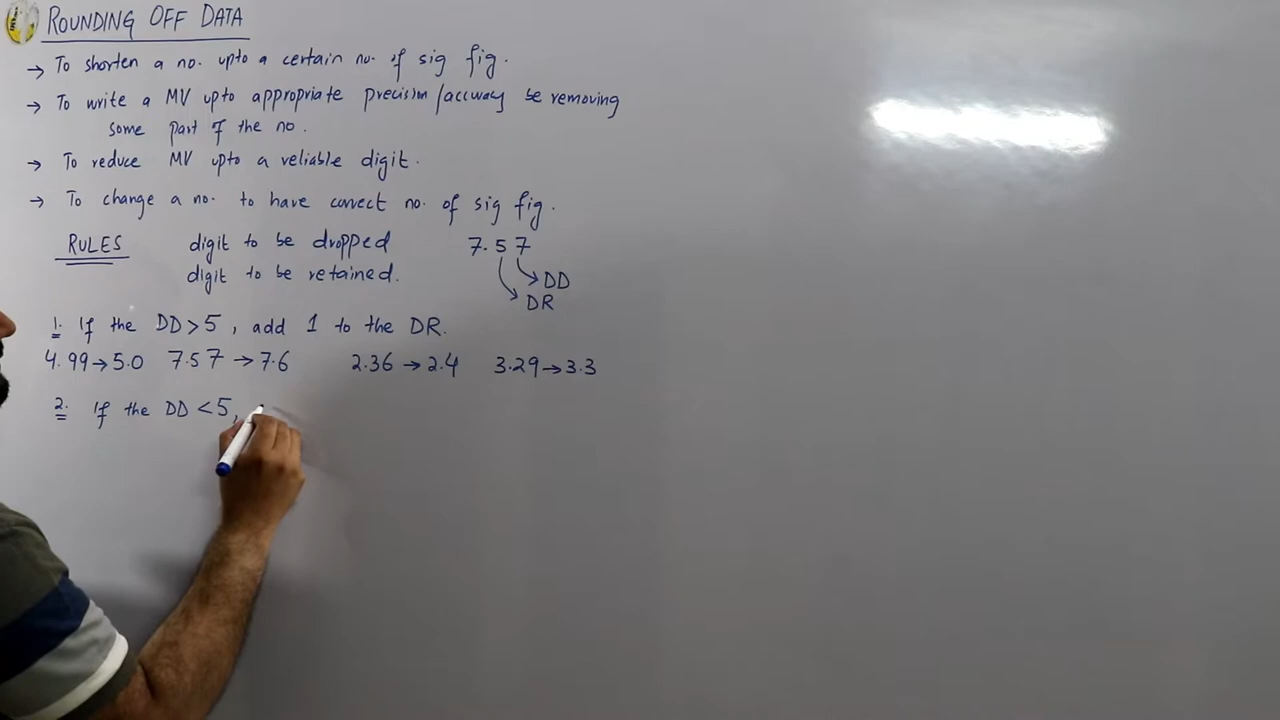 ROUNDING OFF DATA
→ To shorten a no. upto a certain no. of sig fig.
→ To write a MV upto appropriate precision/accuracy be removing
some part of the no.
→ To reduce MV upto a reliable digit.
→ To change a no. to have correct no. of sig fig.
RULES digit to be dropped 7.57
digit to be retained. DD
DR
1. If the DD>5, add 1 to the DR.
4.99→5.0 7.57→7.6 2.36→2.4 3.29→3.3
2. If the DD<5,